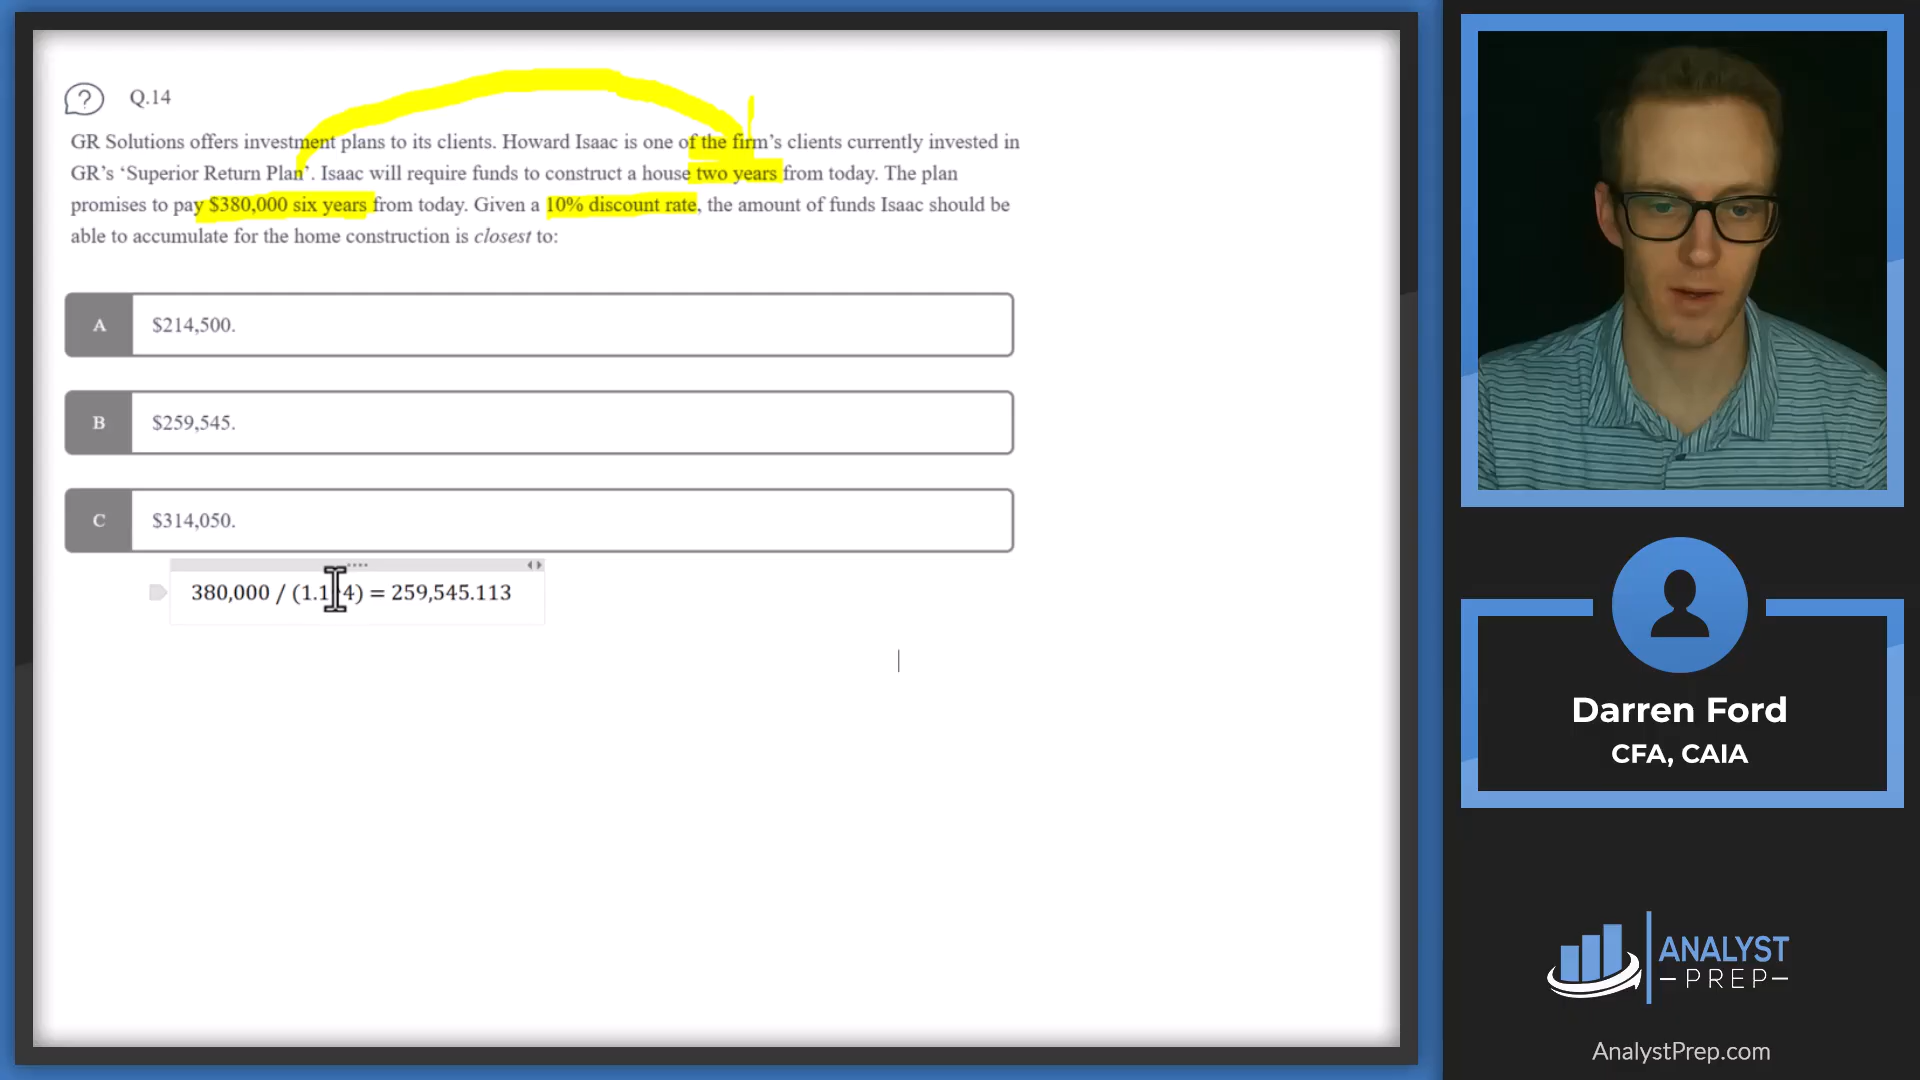 Q.14
GR Solutions offers investment plans to its clients. Howard Isaac is one of the firm's clients currently invested in
GR's 'Superior Return Plan'. Isaac will require funds to construct a house two years from today. The plan
promises to pay $380,000 six years from today. Given a 10% discount rate, the amount of funds Isaac should be
able to accumulate for the home construction is closest to:
A $214,500.
B $259,545.
C $314,050.
380,000 / (1.1 4) = 259,545.113
Darren Ford
CFA, CAIA
ANALYST
PREP
AnalystPrep.com